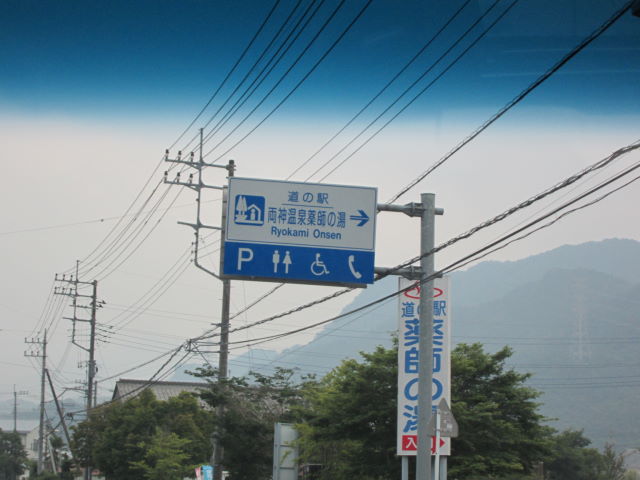 道の駅
両神温泉薬師の湯
Ryokami Onsen
P
道の駅
薬師の湯
入